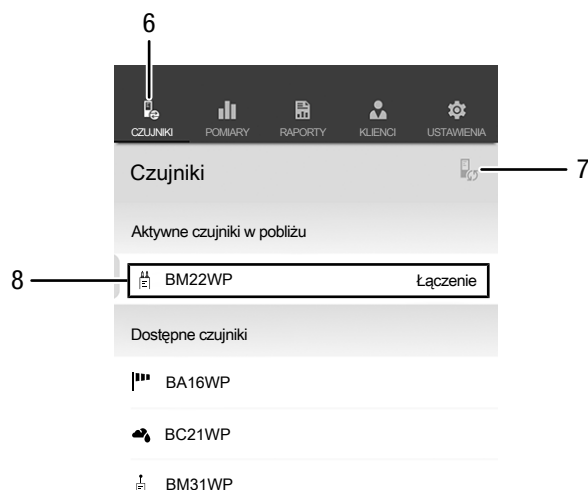 6
CZUJNIKI POMIARY RAPORTY KLIENCI USTAWIENIA
Czujniki
7
Aktywne czujniki w pobliżu
8
BM22WP Łączenie
Dostępne czujniki
BA16WP
BC21WP
BM31WP